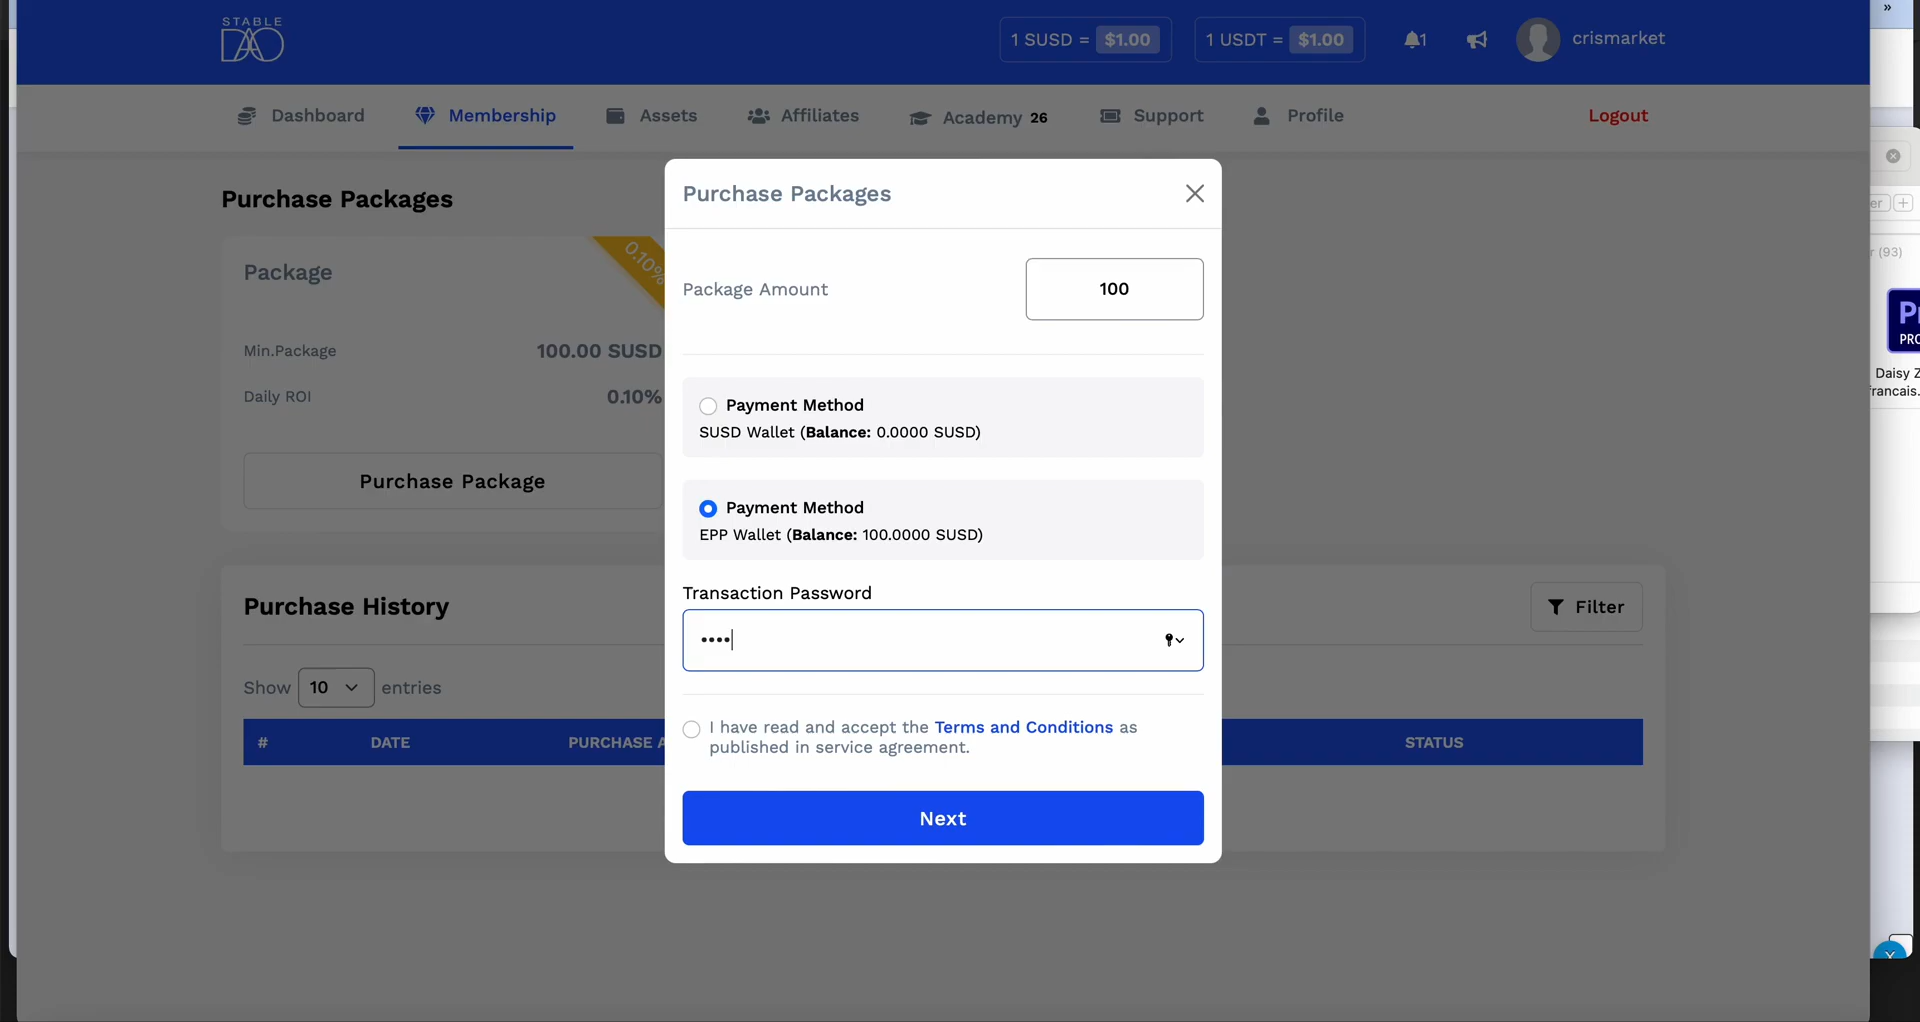 »
STABLE
DAO
1 SUSD = $1.00
1 USDT = $1.00
1
crismarket
Dashboard
Membership
Assets
Affiliates
Academy 26
Support
Profile
Logout
Purchase Packages
Package
0.10%
Min.Package
100.00 SUSD
Daily ROI
0.10%
Purchase Package
Purchase Packages
Package Amount
100
Payment Method
SUSD Wallet (Balance: 0.0000 SUSD)
Payment Method
EPP Wallet (Balance: 100.0000 SUSD)
Transaction Password
••••
I have read and accept the Terms and Conditions as
published in service agreement.
Next
Purchase History
Filter
Show 10 entries
#
DATE
PURCHASE A
STATUS
er
r (93)
Pr
PRO
Daisy Z
francais.